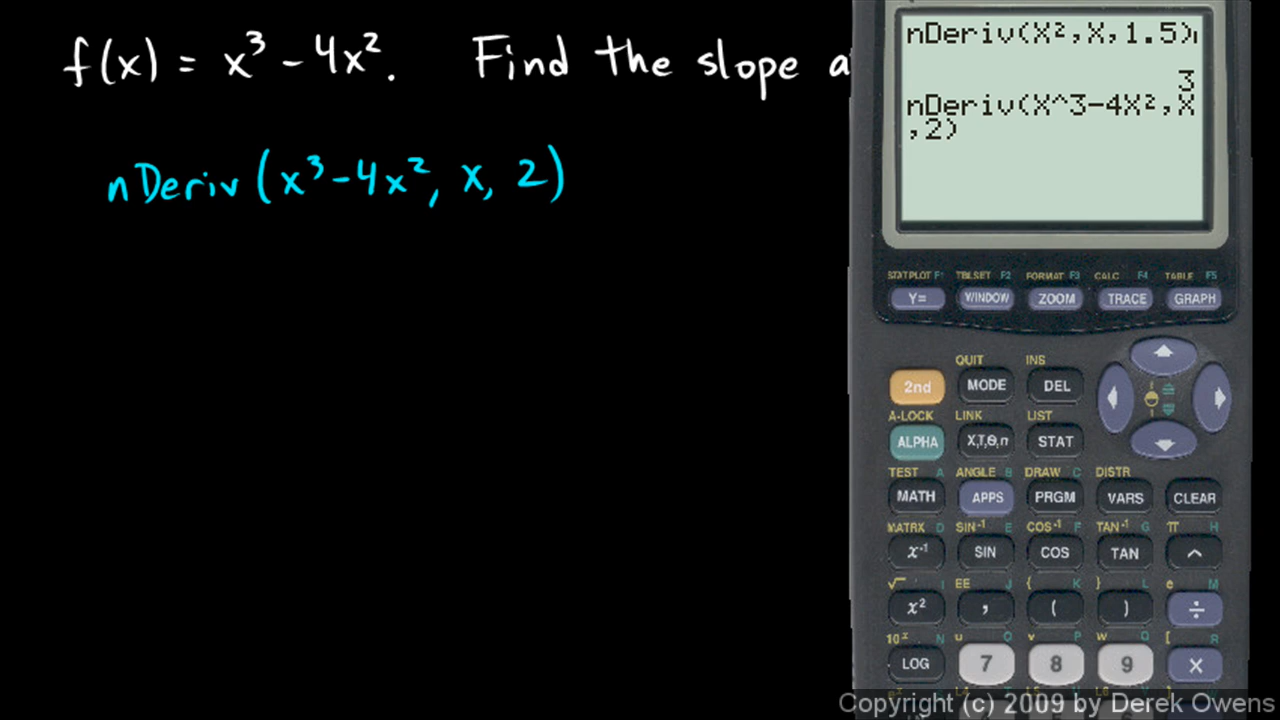 f(x) = x³ - 4x². Find the slope a
nDeriv (x³-4x², x, 2)
nDeriv(X²,X,1.5)
3
nDeriv(X^3-4X²,X
,2)
STAT PLOT F1 TBLSET F2 FORMAT F3 CALC F4 TABLE F5
Y= WINDOW ZOOM TRACE GRAPH
QUIT INS
2nd MODE DEL
A-LOCK LINK LIST
ALPHA X,T,Θ,n STAT
TEST A ANGLE B DRAW C DISTR
MATH APPS PRGM VARS CLEAR
MATRX D SIN⁻¹ E COS⁻¹ F TAN⁻¹ G π H
x⁻¹ SIN COS TAN ^
√ I EE J { K } L e M
x² , ( ) ÷
10ˣ N u O v P w Q [ R
LOG 7 8 9 ×
Copyright (c) 2009 by Derek Owens